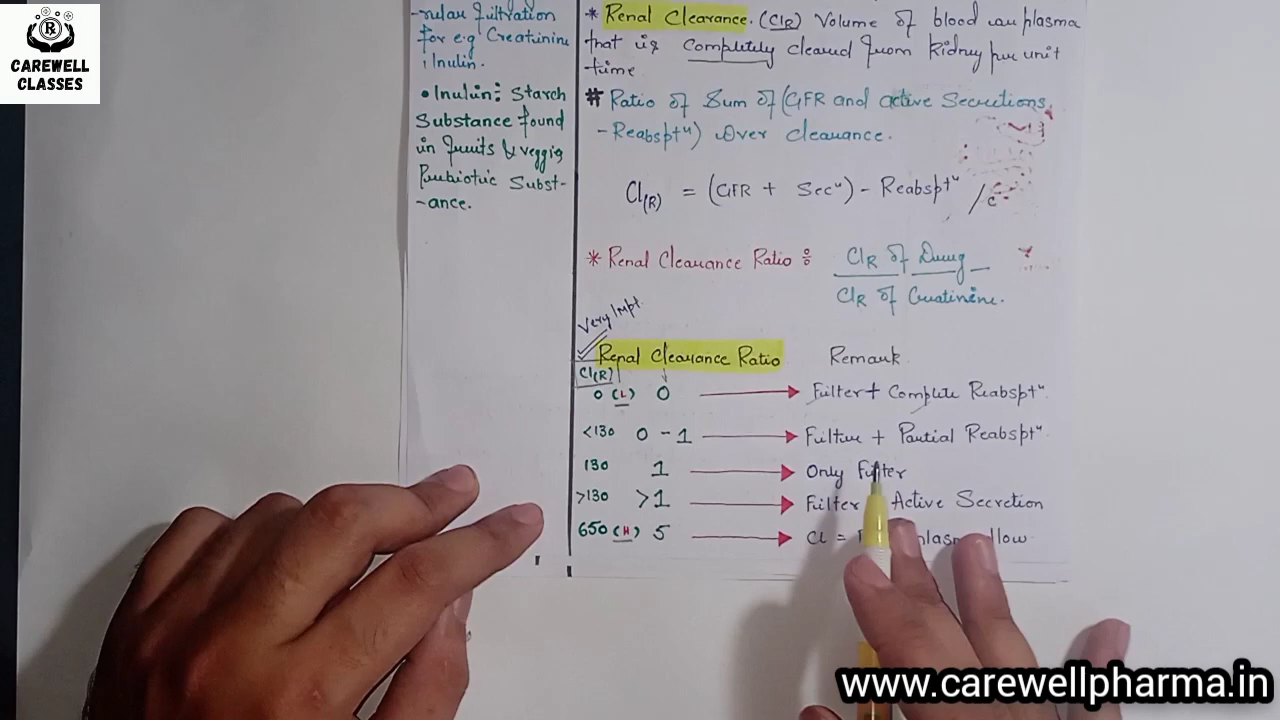 CAREWELL
CLASSES
-nular filtration
for e.g Creatinine
, Inulin.
• Inulin: Starch
Substance found
in fruits & veggis
Prebiotic Subst-
-ance.
* Renal Clearance. (ClR) Volume of blood or plasma
that is completely cleared from kidney per unit
time.
# Ratio of Sum of (GFR and active Secretions
- Reabsptⁿ) Over clearance.
Cl(R) = (GFR + Secⁿ) - Reabsptⁿ / c
* Renal Clearance Ratio : ClR of Drug
ClR of Creatinine.
Very Impt.
Renal Clearance Ratio Remark
Cl(R)
0 (L) 0 → Filter + Complete Reabsptⁿ
<130 0 - 1 → Filter + Partial Reabsptⁿ
130 1 → Only Filter
>130 >1 → Filter Active Secretion
650 (H) 5 → Cl = flow
www.carewellpharma.in